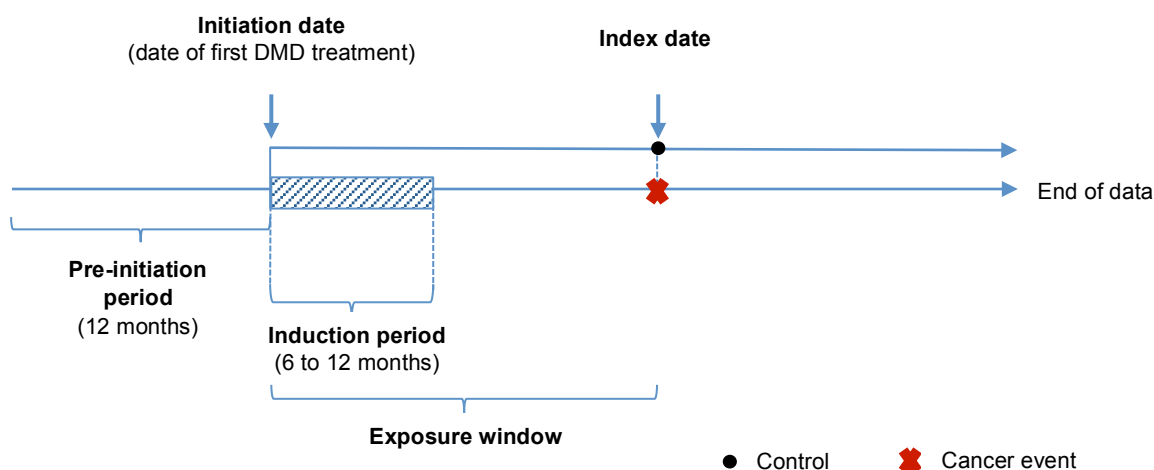 Initiation date
(date of first DMD treatment)
Index date
End of data
Pre-initiation
period
(12 months)
Induction period
(6 to 12 months)
Exposure window
Control
Cancer event